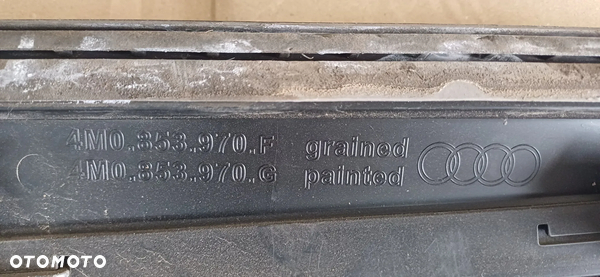 4M0.853.970.F grained
4M0.853.970.G painted
OTOMOTO